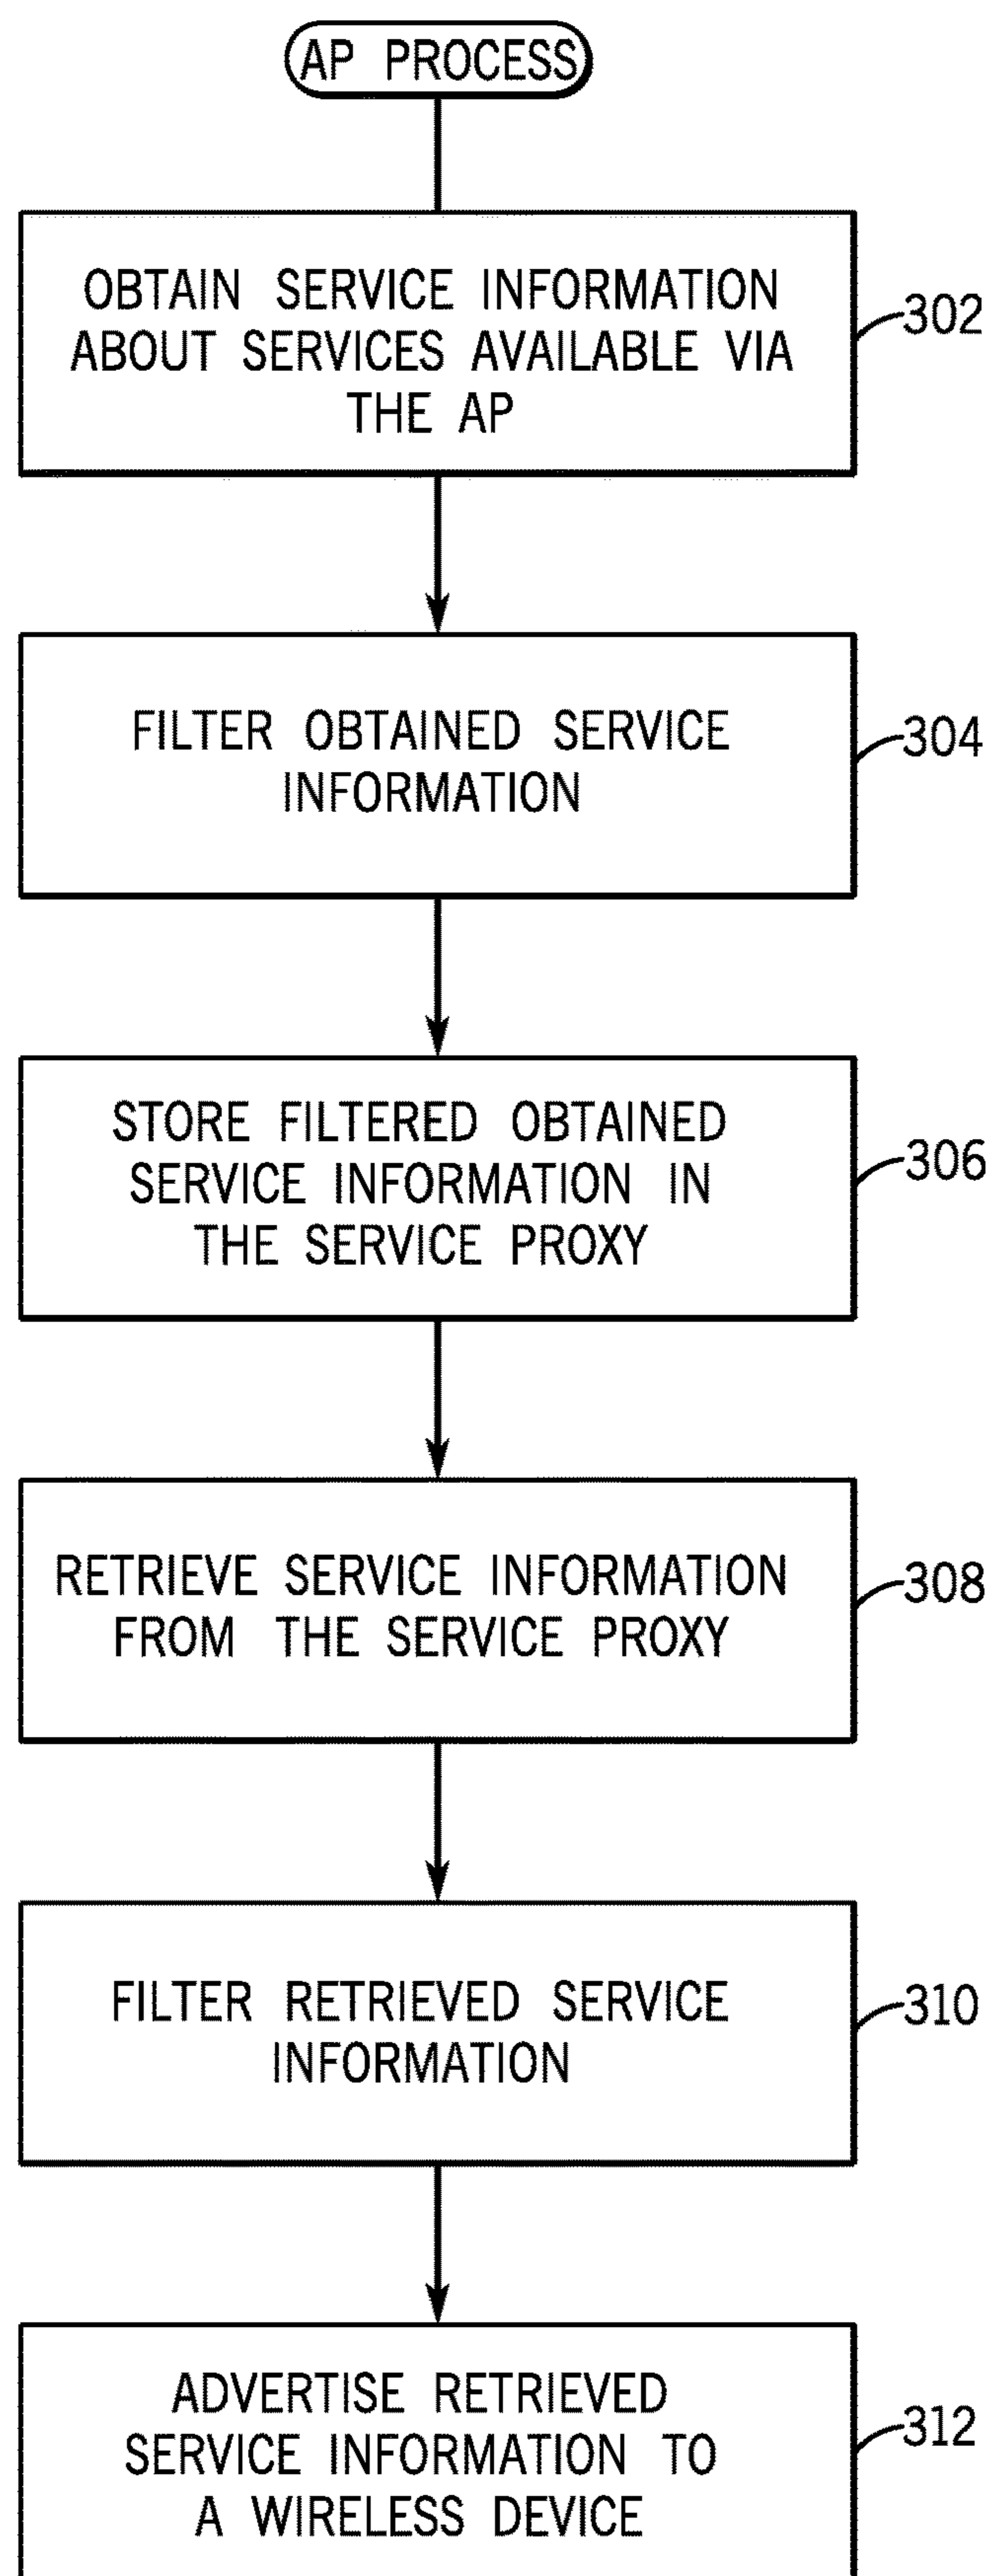 AP PROCESS
OBTAIN SERVICE INFORMATION
ABOUT SERVICES AVAILABLE VIA
THE AP
302
FILTER OBTAINED SERVICE
INFORMATION
304
STORE FILTERED OBTAINED
SERVICE INFORMATION IN
THE SERVICE PROXY
306
RETRIEVE SERVICE INFORMATION
FROM THE SERVICE PROXY
308
FILTER RETRIEVED SERVICE
INFORMATION
310
ADVERTISE RETRIEVED
SERVICE INFORMATION TO
A WIRELESS DEVICE
312